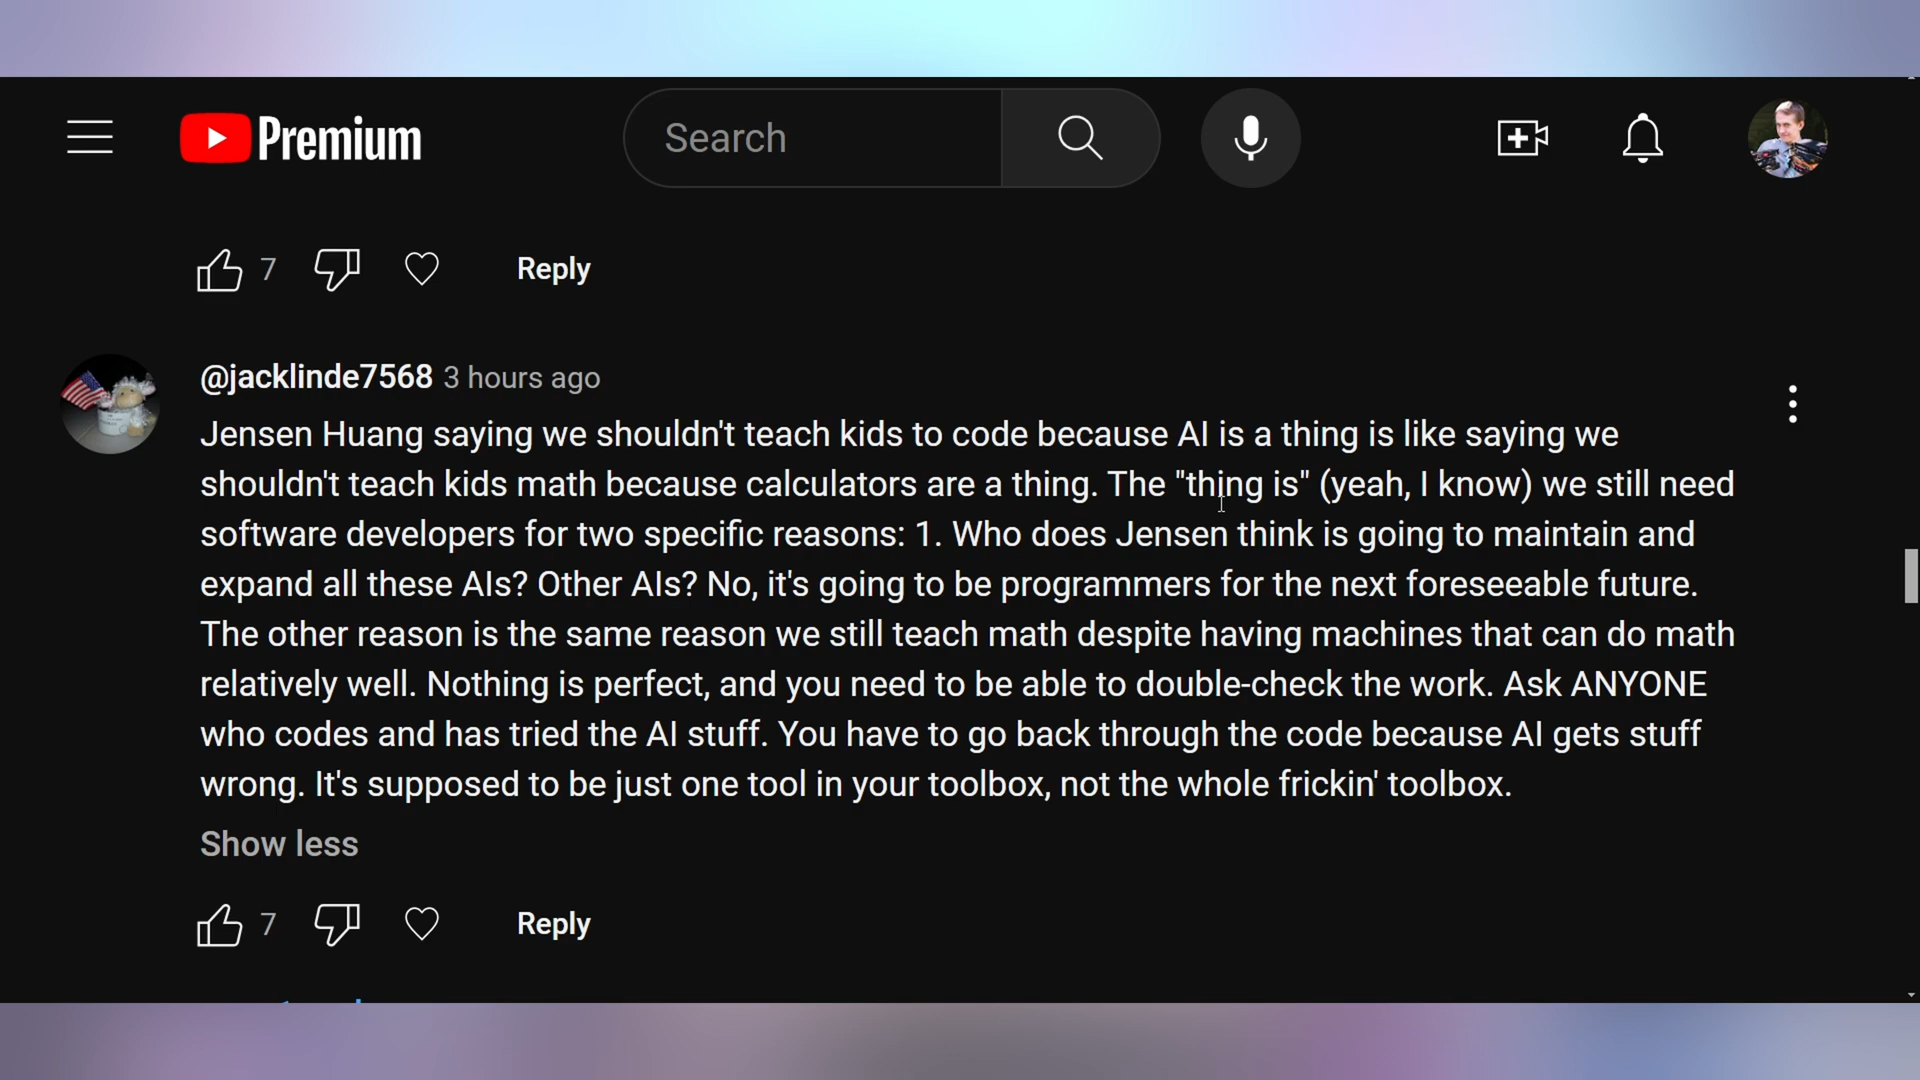 Premium
Search
7
Reply
@jacklinde7568 3 hours ago
Jensen Huang saying we shouldn't teach kids to code because AI is a thing is like saying we
shouldn't teach kids math because calculators are a thing. The "thing is" (yeah, I know) we still need
software developers for two specific reasons: 1. Who does Jensen think is going to maintain and
expand all these AIs? Other AIs? No, it's going to be programmers for the next foreseeable future.
The other reason is the same reason we still teach math despite having machines that can do math
relatively well. Nothing is perfect, and you need to be able to double-check the work. Ask ANYONE
who codes and has tried the AI stuff. You have to go back through the code because AI gets stuff
wrong. It's supposed to be just one tool in your toolbox, not the whole frickin' toolbox.
Show less
7
Reply